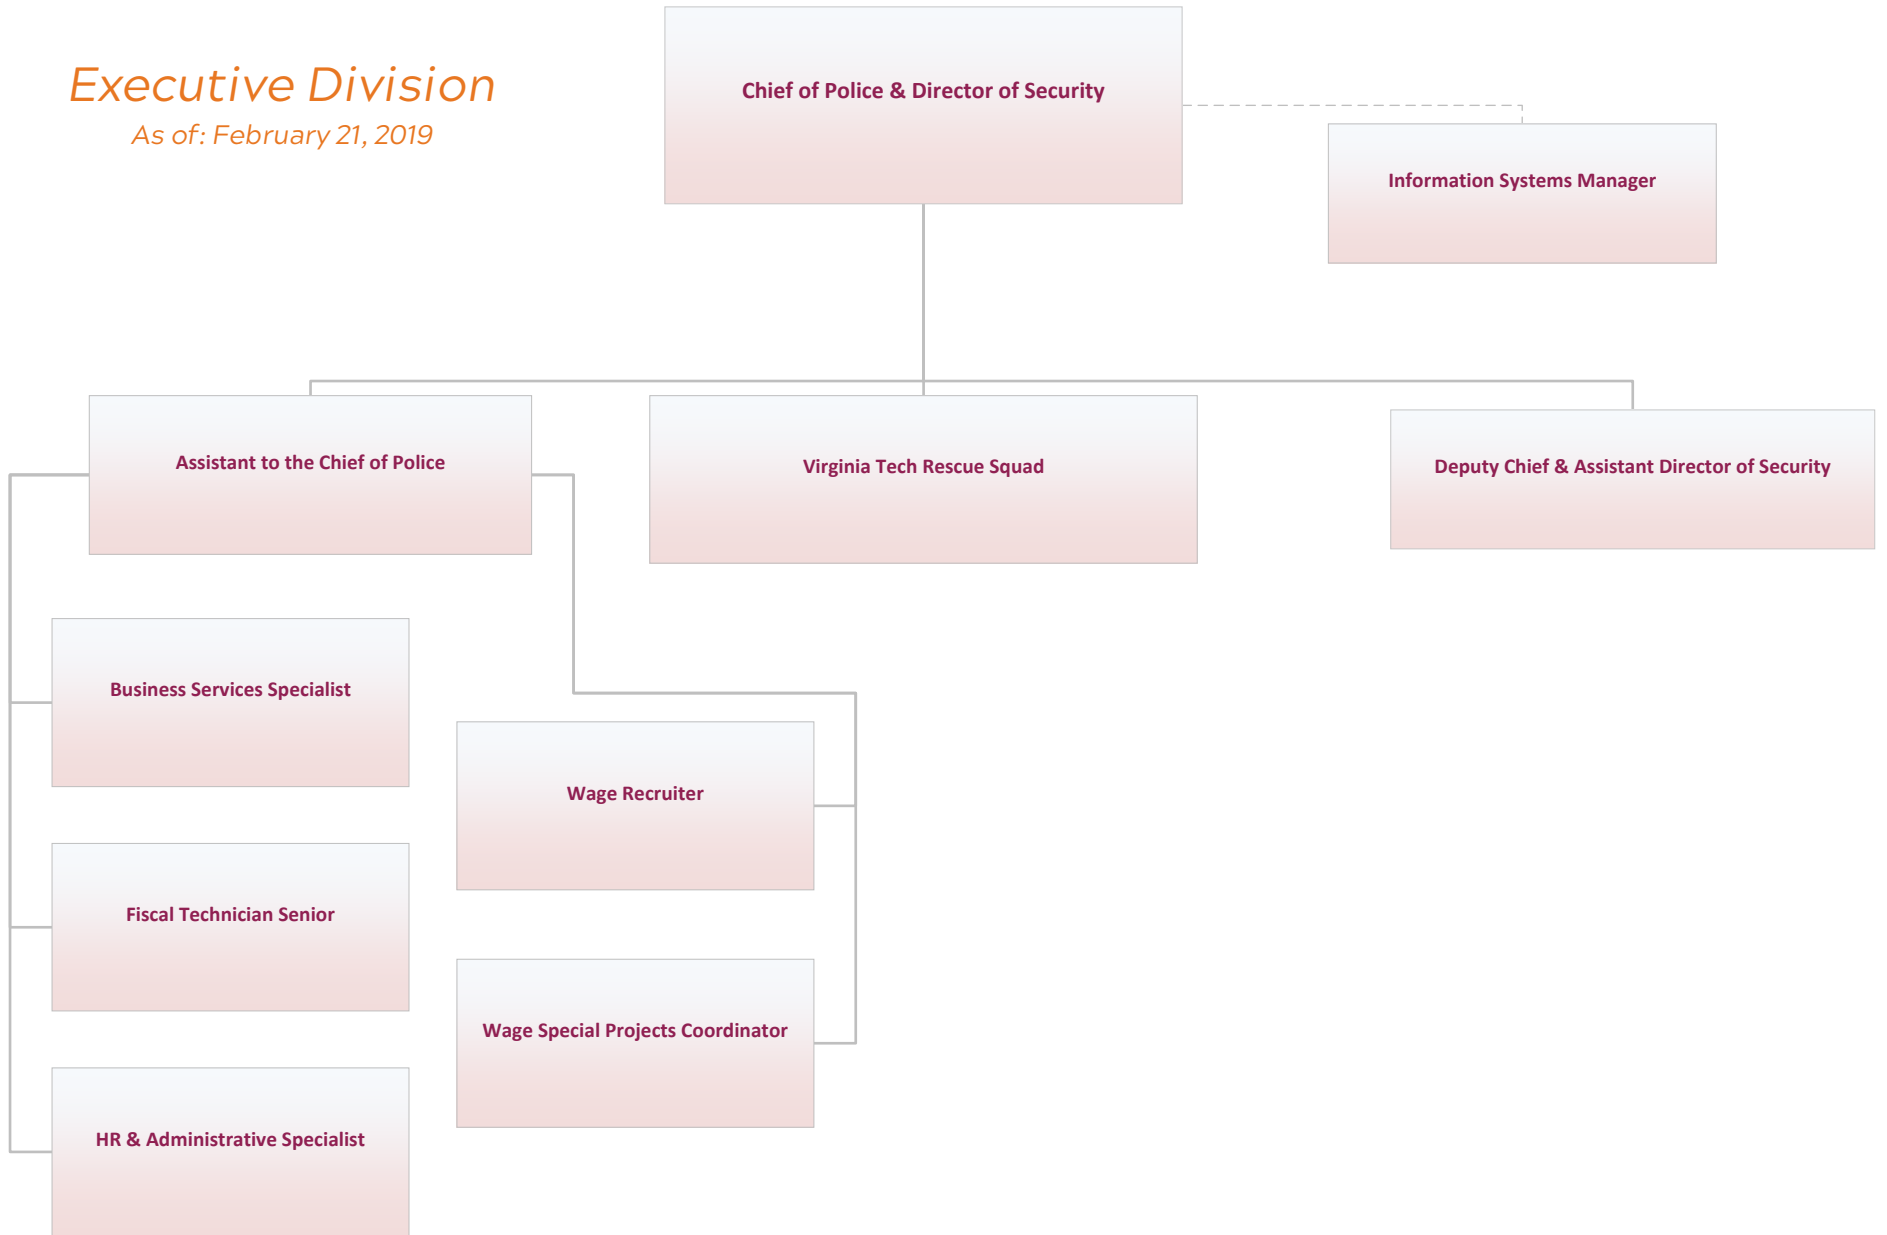 Executive Division
As of: February 21, 2019
Chief of Police & Director of Security
Information Systems Manager
Assistant to the Chief of Police
Virginia Tech Rescue Squad
Deputy Chief & Assistant Director of Security
Business Services Specialist
Wage Recruiter
Fiscal Technician Senior
Wage Special Projects Coordinator
HR & Administrative Specialist